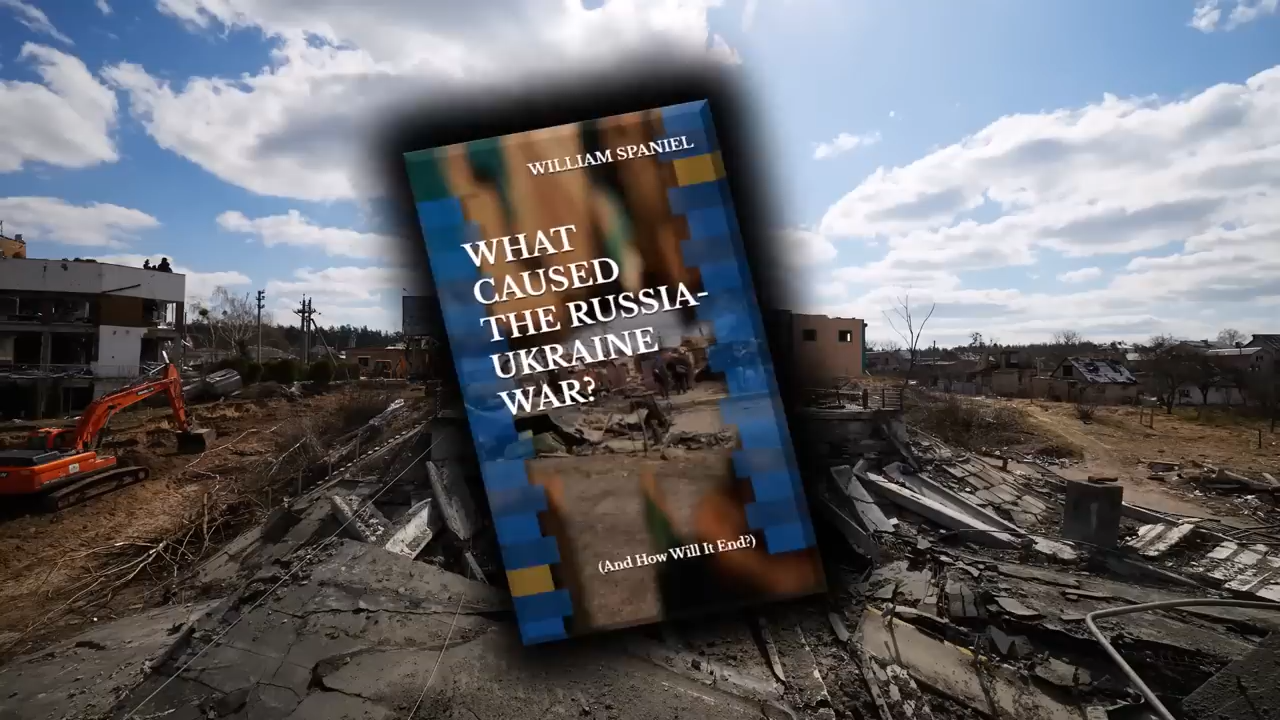 WILLIAM SPANIEL
WHAT
CAUSED
THE RUSSIA-
UKRAINE
WAR?
(And How Will It End?)